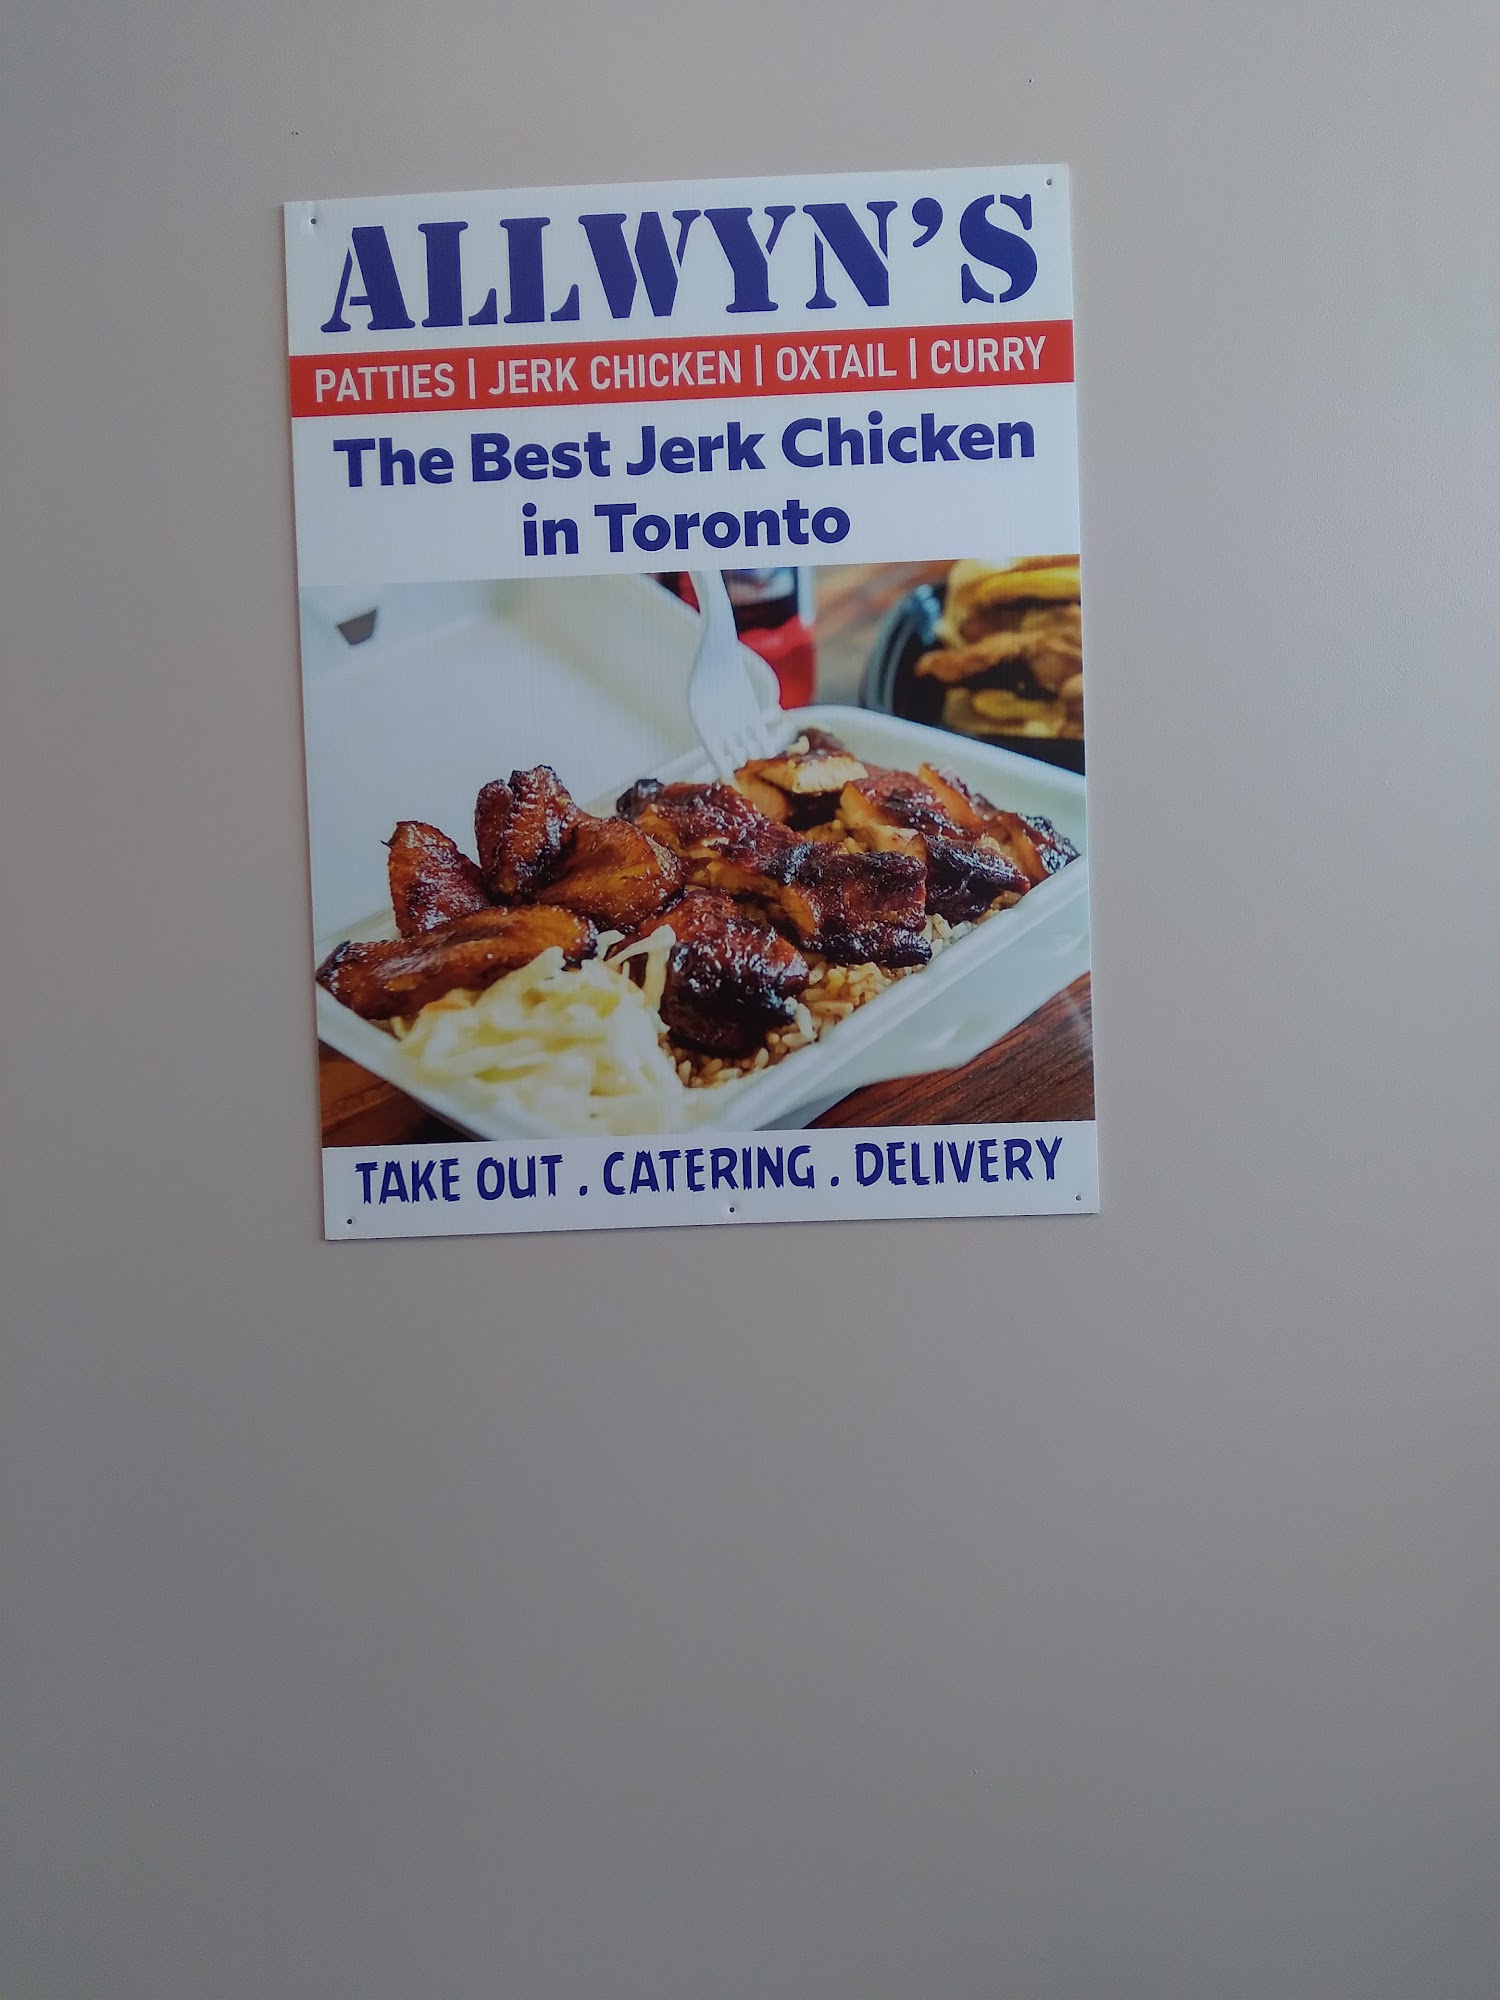 ALLWYN'S
PATTIES | JERK CHICKEN | OXTAIL | CURRY
The Best Jerk Chicken
in Toronto
TAKE OUT . CATERING . DELIVERY